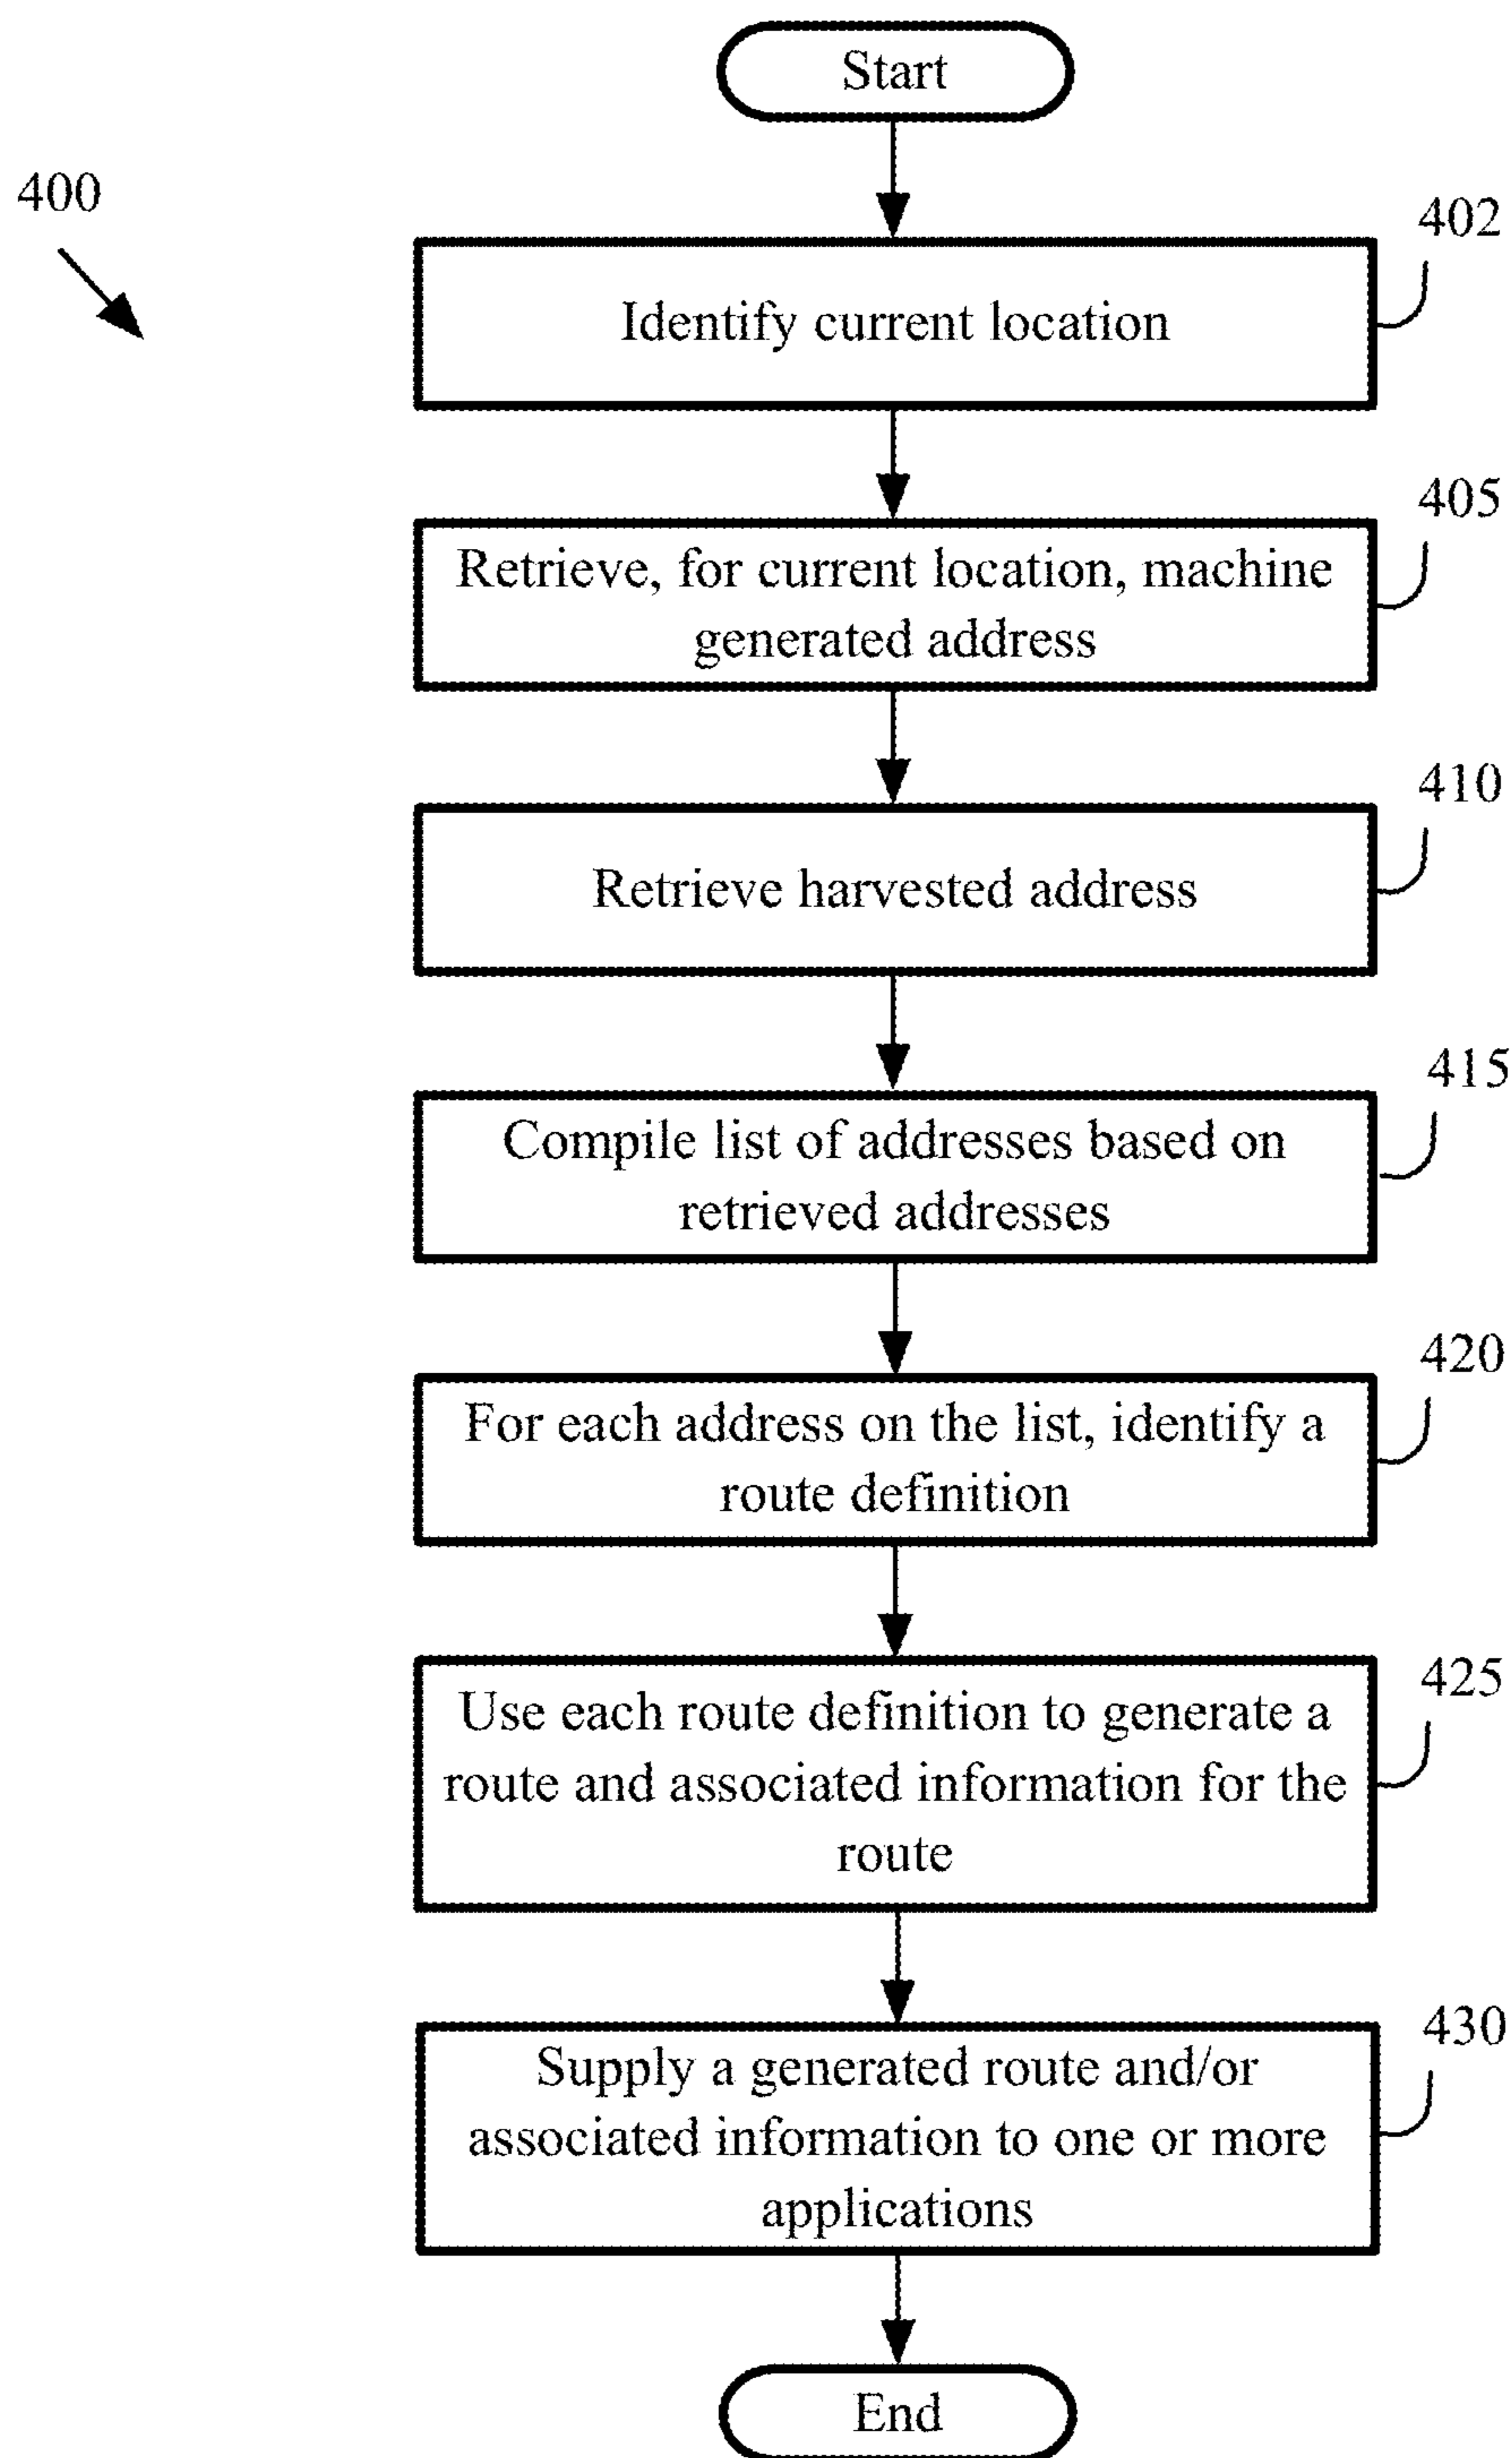 Start
400
402
Identify current location
405
Retrieve, for current location, machine
generated address
410
Retrieve harvested address
415
Compile list of addresses based on
retrieved addresses
420
For each address on the list, identify a
route definition
425
Use each route definition to generate a
route and associated information for the
route
430
Supply a generated route and/or
associated information to one or more
applications
End